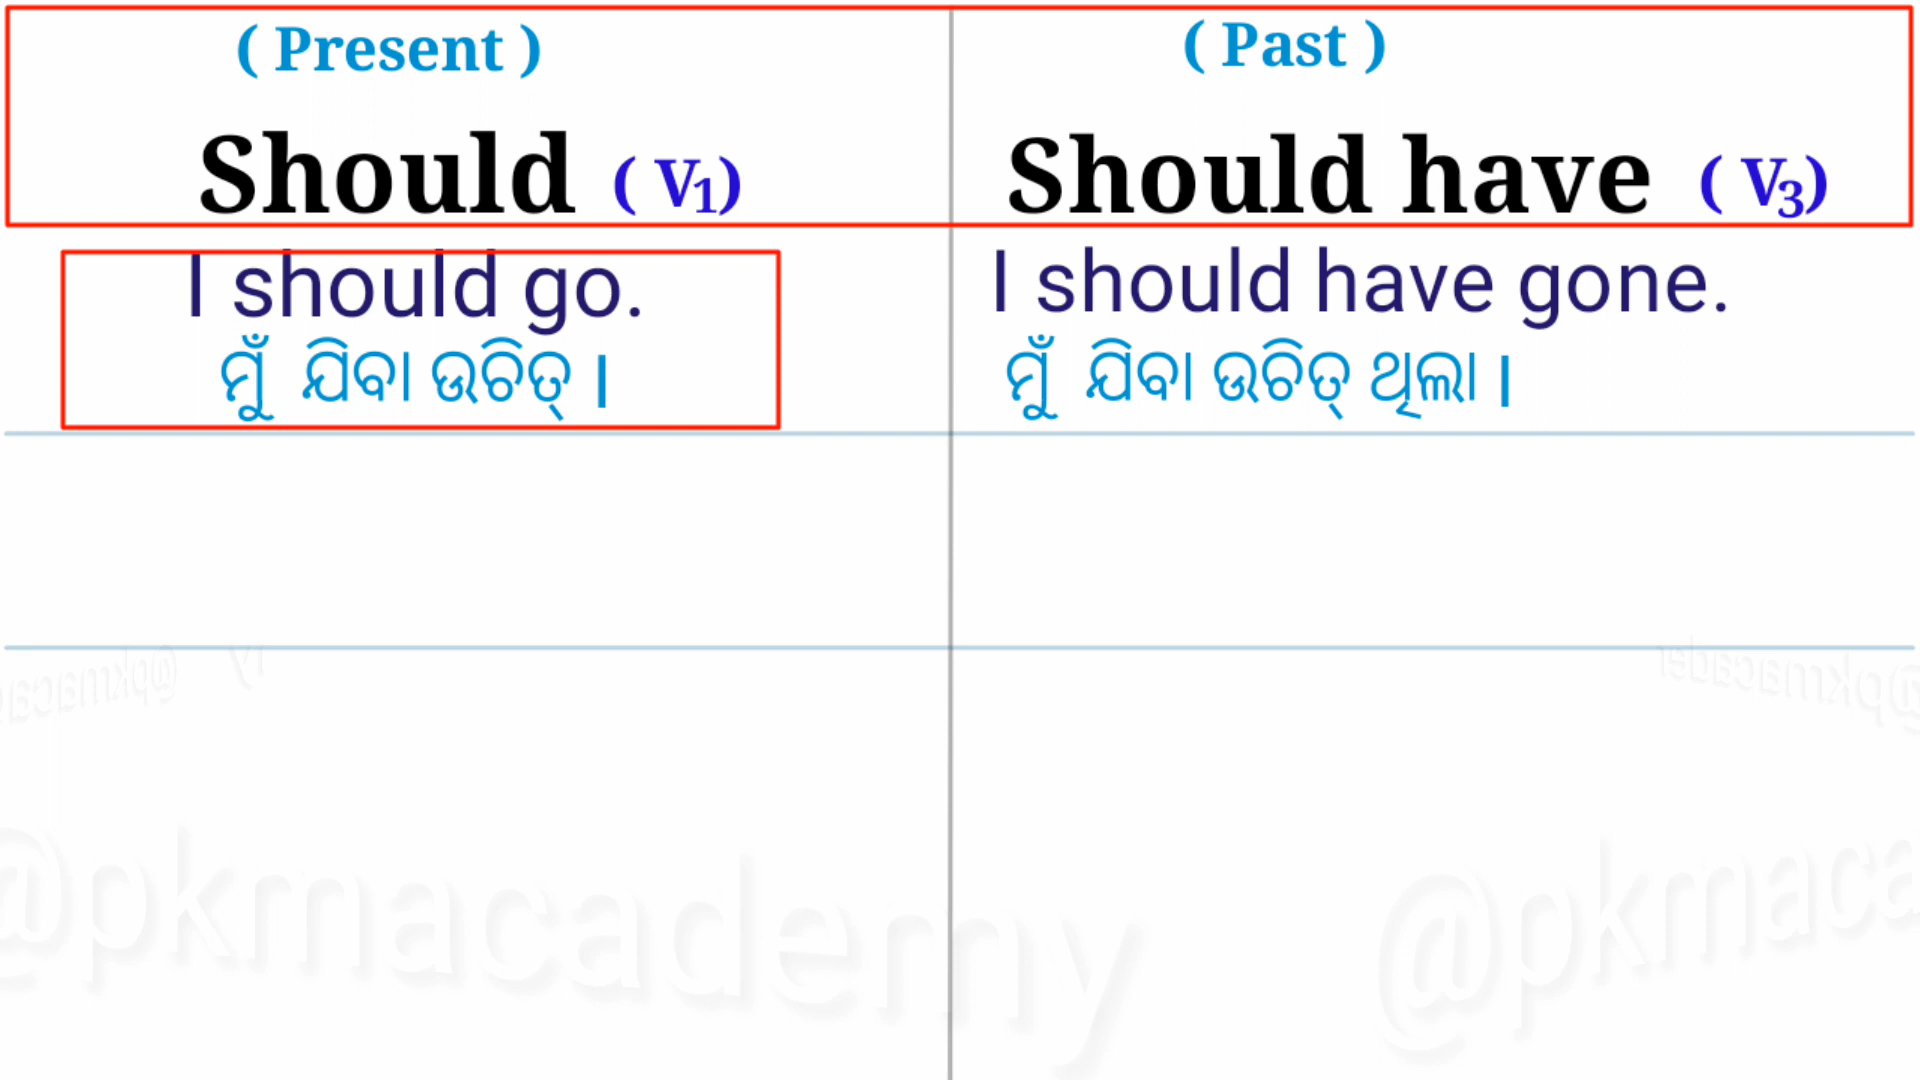 ( Present )
Should ( V1)
( Past )
Should have ( V3)
I should go.
ମୁଁ ଯିବା ଉଚିତ୍ ।
I should have gone.
ମୁଁ ଯିବା ଉଚିତ୍ ଥିଲା ।
@pkmacademy
@pkmaca